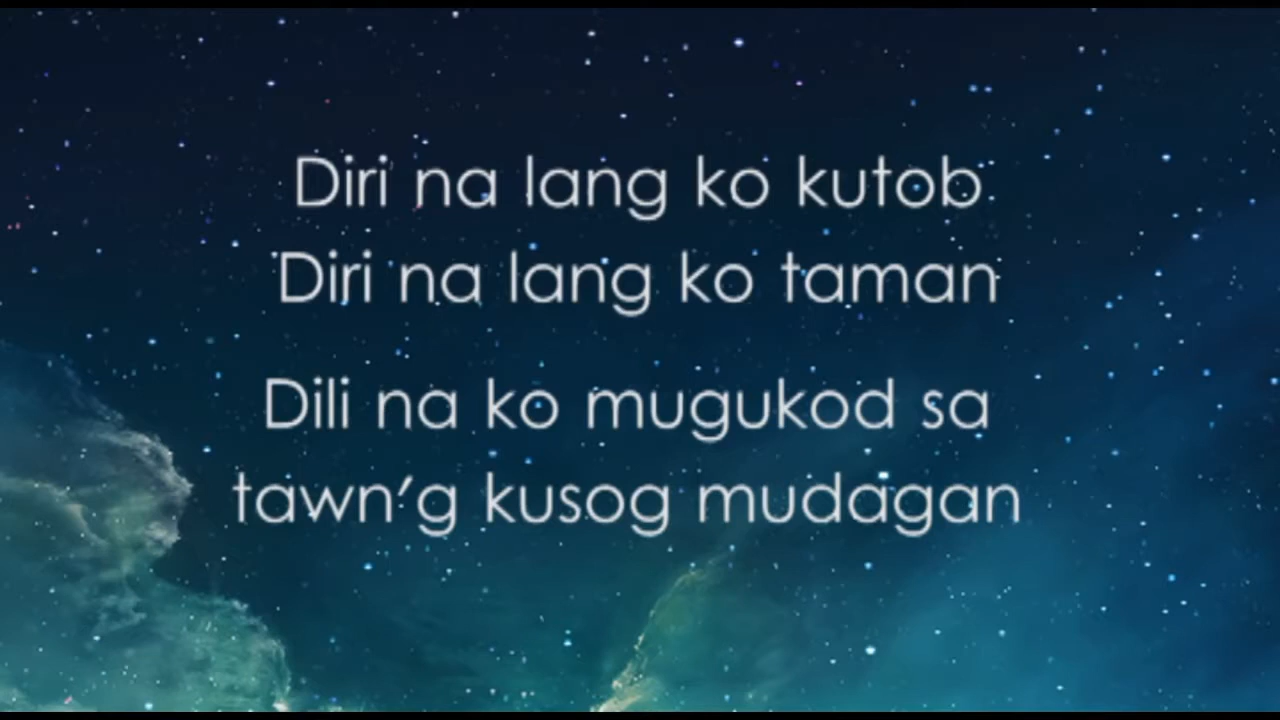 Diri na lang ko kutob
Diri na lang ko taman
Dili na ko mugukod sa
tawn'g kusog mudagan